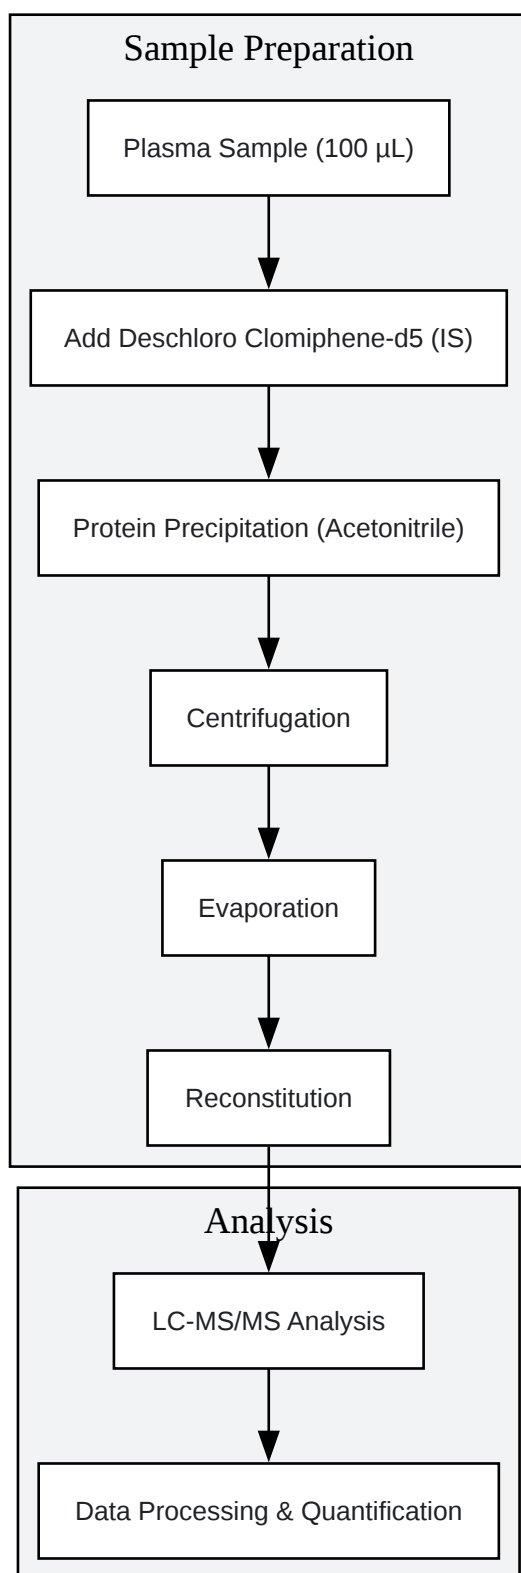 Sample Preparation
Plasma Sample (100 µL)
Add Deschloro Clomiphene-d5 (IS)
Protein Precipitation (Acetonitrile)
Centrifugation
Evaporation
Reconstitution
Analysis
LC-MS/MS Analysis
Data Processing & Quantification